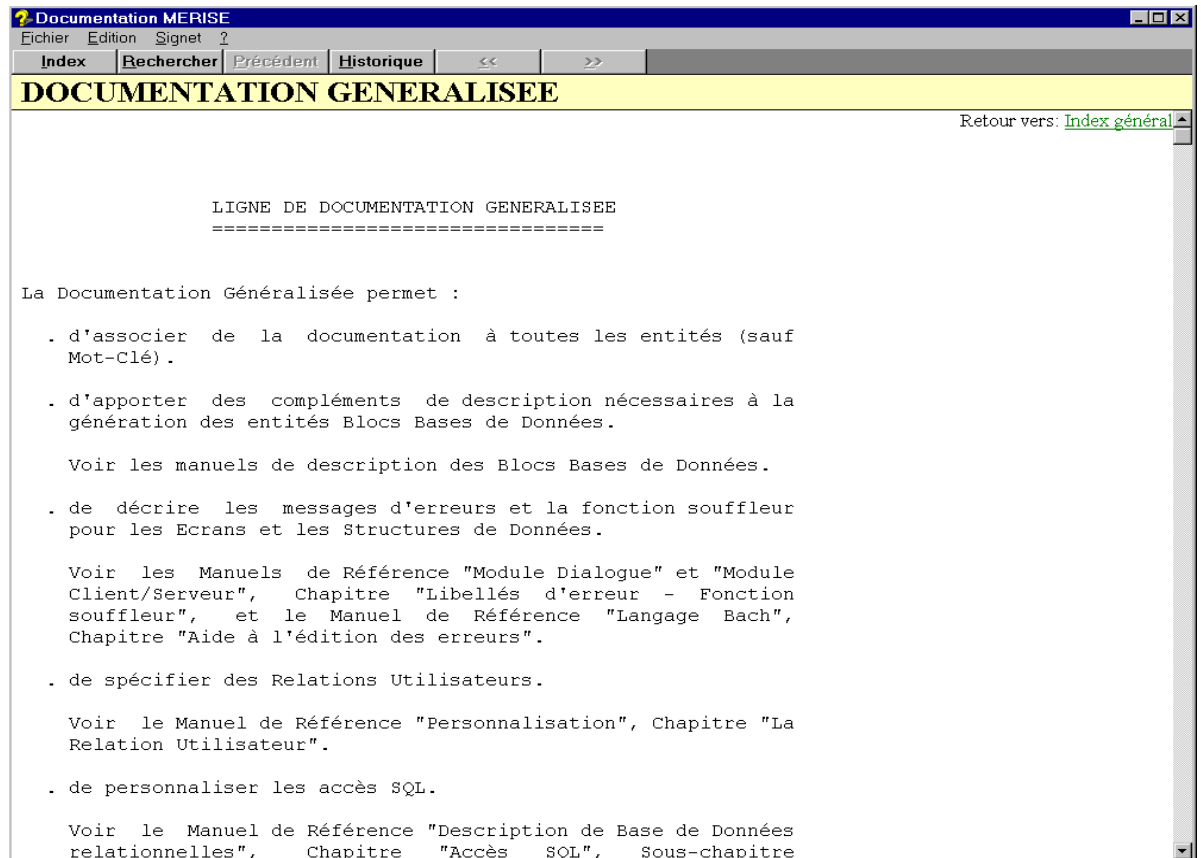 Documentation MERISE
Fichier Edition Signet ?
Index Rechercher Précédent Historique << >>
DOCUMENTATION GENERALISEE
Retour vers: Index général
LIGNE DE DOCUMENTATION GENERALISEE
=================================
La Documentation Généralisée permet :
. d'associer de la documentation à toutes les entités (sauf
Mot-Clé).
. d'apporter des compléments de description nécessaires à la
génération des entités Blocs Bases de Données.
Voir les manuels de description des Blocs Bases de Données.
. de décrire les messages d'erreurs et la fonction souffleur
pour les Ecrans et les Structures de Données.
Voir les Manuels de Référence "Module Dialogue" et "Module
Client/Serveur", Chapitre "Libellés d'erreur - Fonction
souffleur", et le Manuel de Référence "Langage Bach",
Chapitre "Aide à l'édition des erreurs".
. de spécifier des Relations Utilisateurs.
Voir le Manuel de Référence "Personnalisation", Chapitre "La
Relation Utilisateur".
. de personnaliser les accès SQL.
Voir le Manuel de Référence "Description de Base de Données
relationnelles", Chapitre "Accès SQL", Sous-chapitre